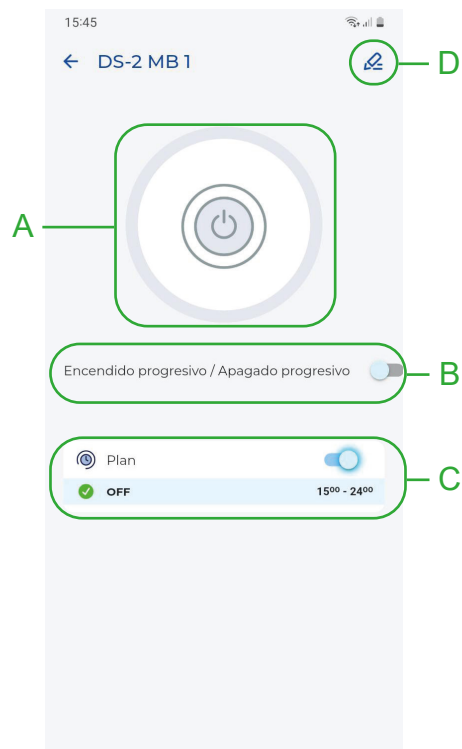 15:45
DS-2 MB 1
D
A
Encendido progresivo / Apagado progresivo
B
Plan
C
OFF 15⁰⁰ - 24⁰⁰